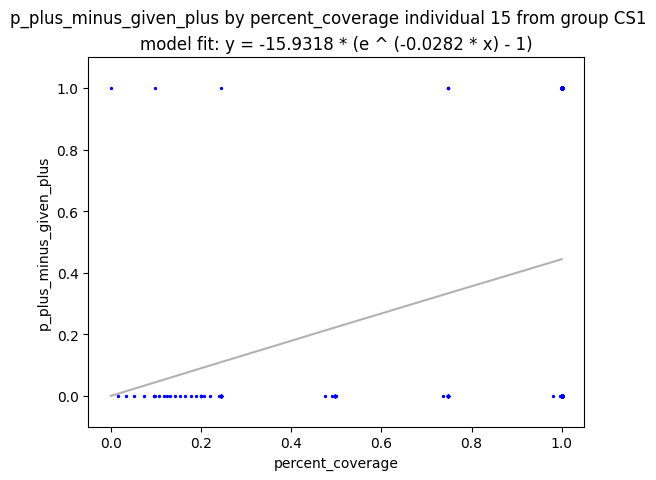 p_plus_minus_given_plus by percent_coverage individual 15 from group CS1
model fit: y = -15.9318 * (e ^ (-0.0282 * x) - 1)
1.0
0.8
0.6
0.4
0.2
0.0
p_plus_minus_given_plus
0.0 0.2 0.4 0.6 0.8 1.0
percent_coverage